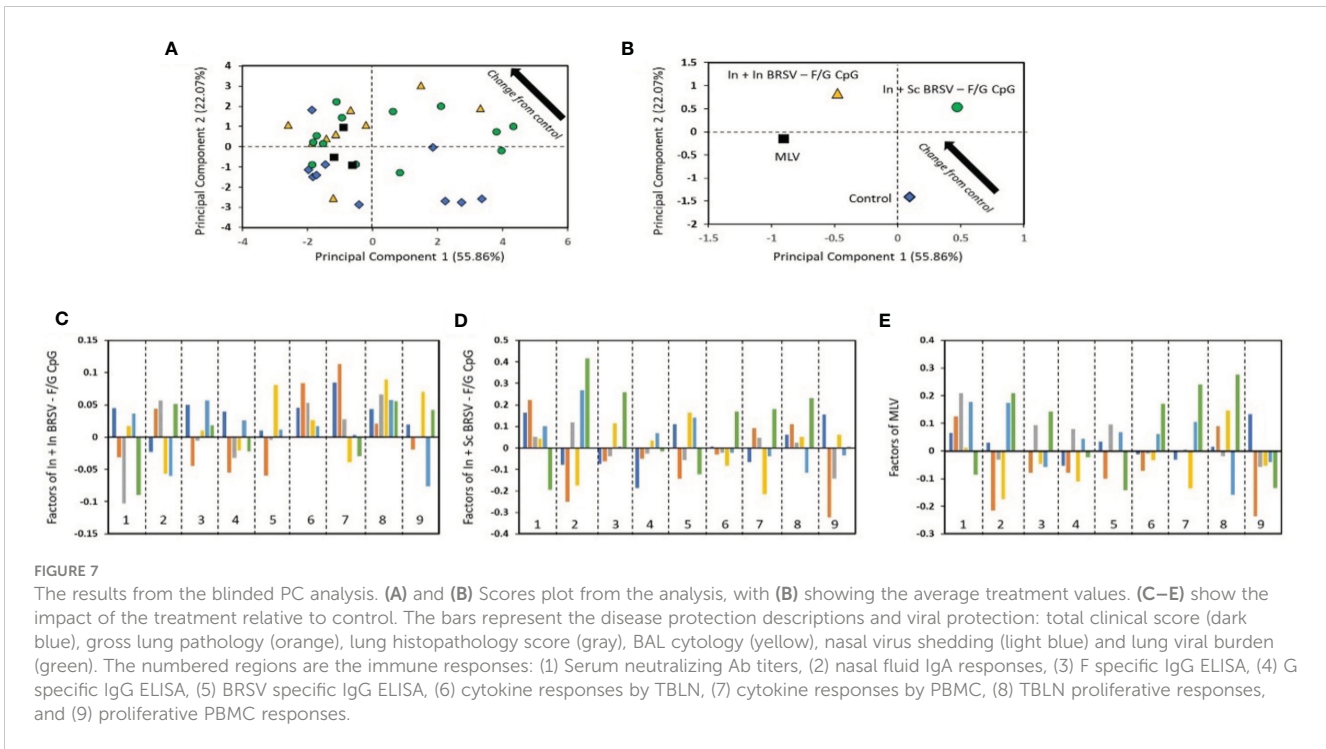 A
B
Principal Component 2 (22.07%)
4
3
2
1
0
-1
-2
-3
-4
-4
-2
0
2
4
6
Principal Component 1 (55.86%)
Change from control
Principal Component 2 (22.07%)
1.5
1
0.5
0
-0.5
-1
-1.5
-2
-1.5
-1
-0.5
0
0.5
1
Principal Component 1 (55.86%)
In + In BRSV – F/G CpG
In + Sc BRSV – F/G CpG
MLV
Control
Change from control
C
D
E
Factors of In + In BRSV - F/G CpG
0.15
0.1
0.05
0
-0.05
-0.1
-0.15
1 2 3 4 5 6 7 8 9
Factors of In + Sc BRSV - F/G CpG
0.5
0.4
0.3
0.2
0.1
0
-0.1
-0.2
-0.3
-0.4
1 2 3 4 5 6 7 8 9
Factors of MLV
0.4
0.3
0.2
0.1
0
-0.1
-0.2
-0.3
1 2 3 4 5 6 7 8 9
FIGURE 7
The results from the blinded PC analysis. (A) and (B) Scores plot from the analysis, with (B) showing the average treatment values. (C–E) show the
impact of the treatment relative to control. The bars represent the disease protection descriptions and viral protection: total clinical score (dark
blue), gross lung pathology (orange), lung histopathology score (gray), BAL cytology (yellow), nasal virus shedding (light blue) and lung viral burden
(green). The numbered regions are the immune responses: (1) Serum neutralizing Ab titers, (2) nasal fluid IgA responses, (3) F specific IgG ELISA, (4) G
specific IgG ELISA, (5) BRSV specific IgG ELISA, (6) cytokine responses by TBLN, (7) cytokine responses by PBMC, (8) TBLN proliferative responses,
and (9) proliferative PBMC responses.